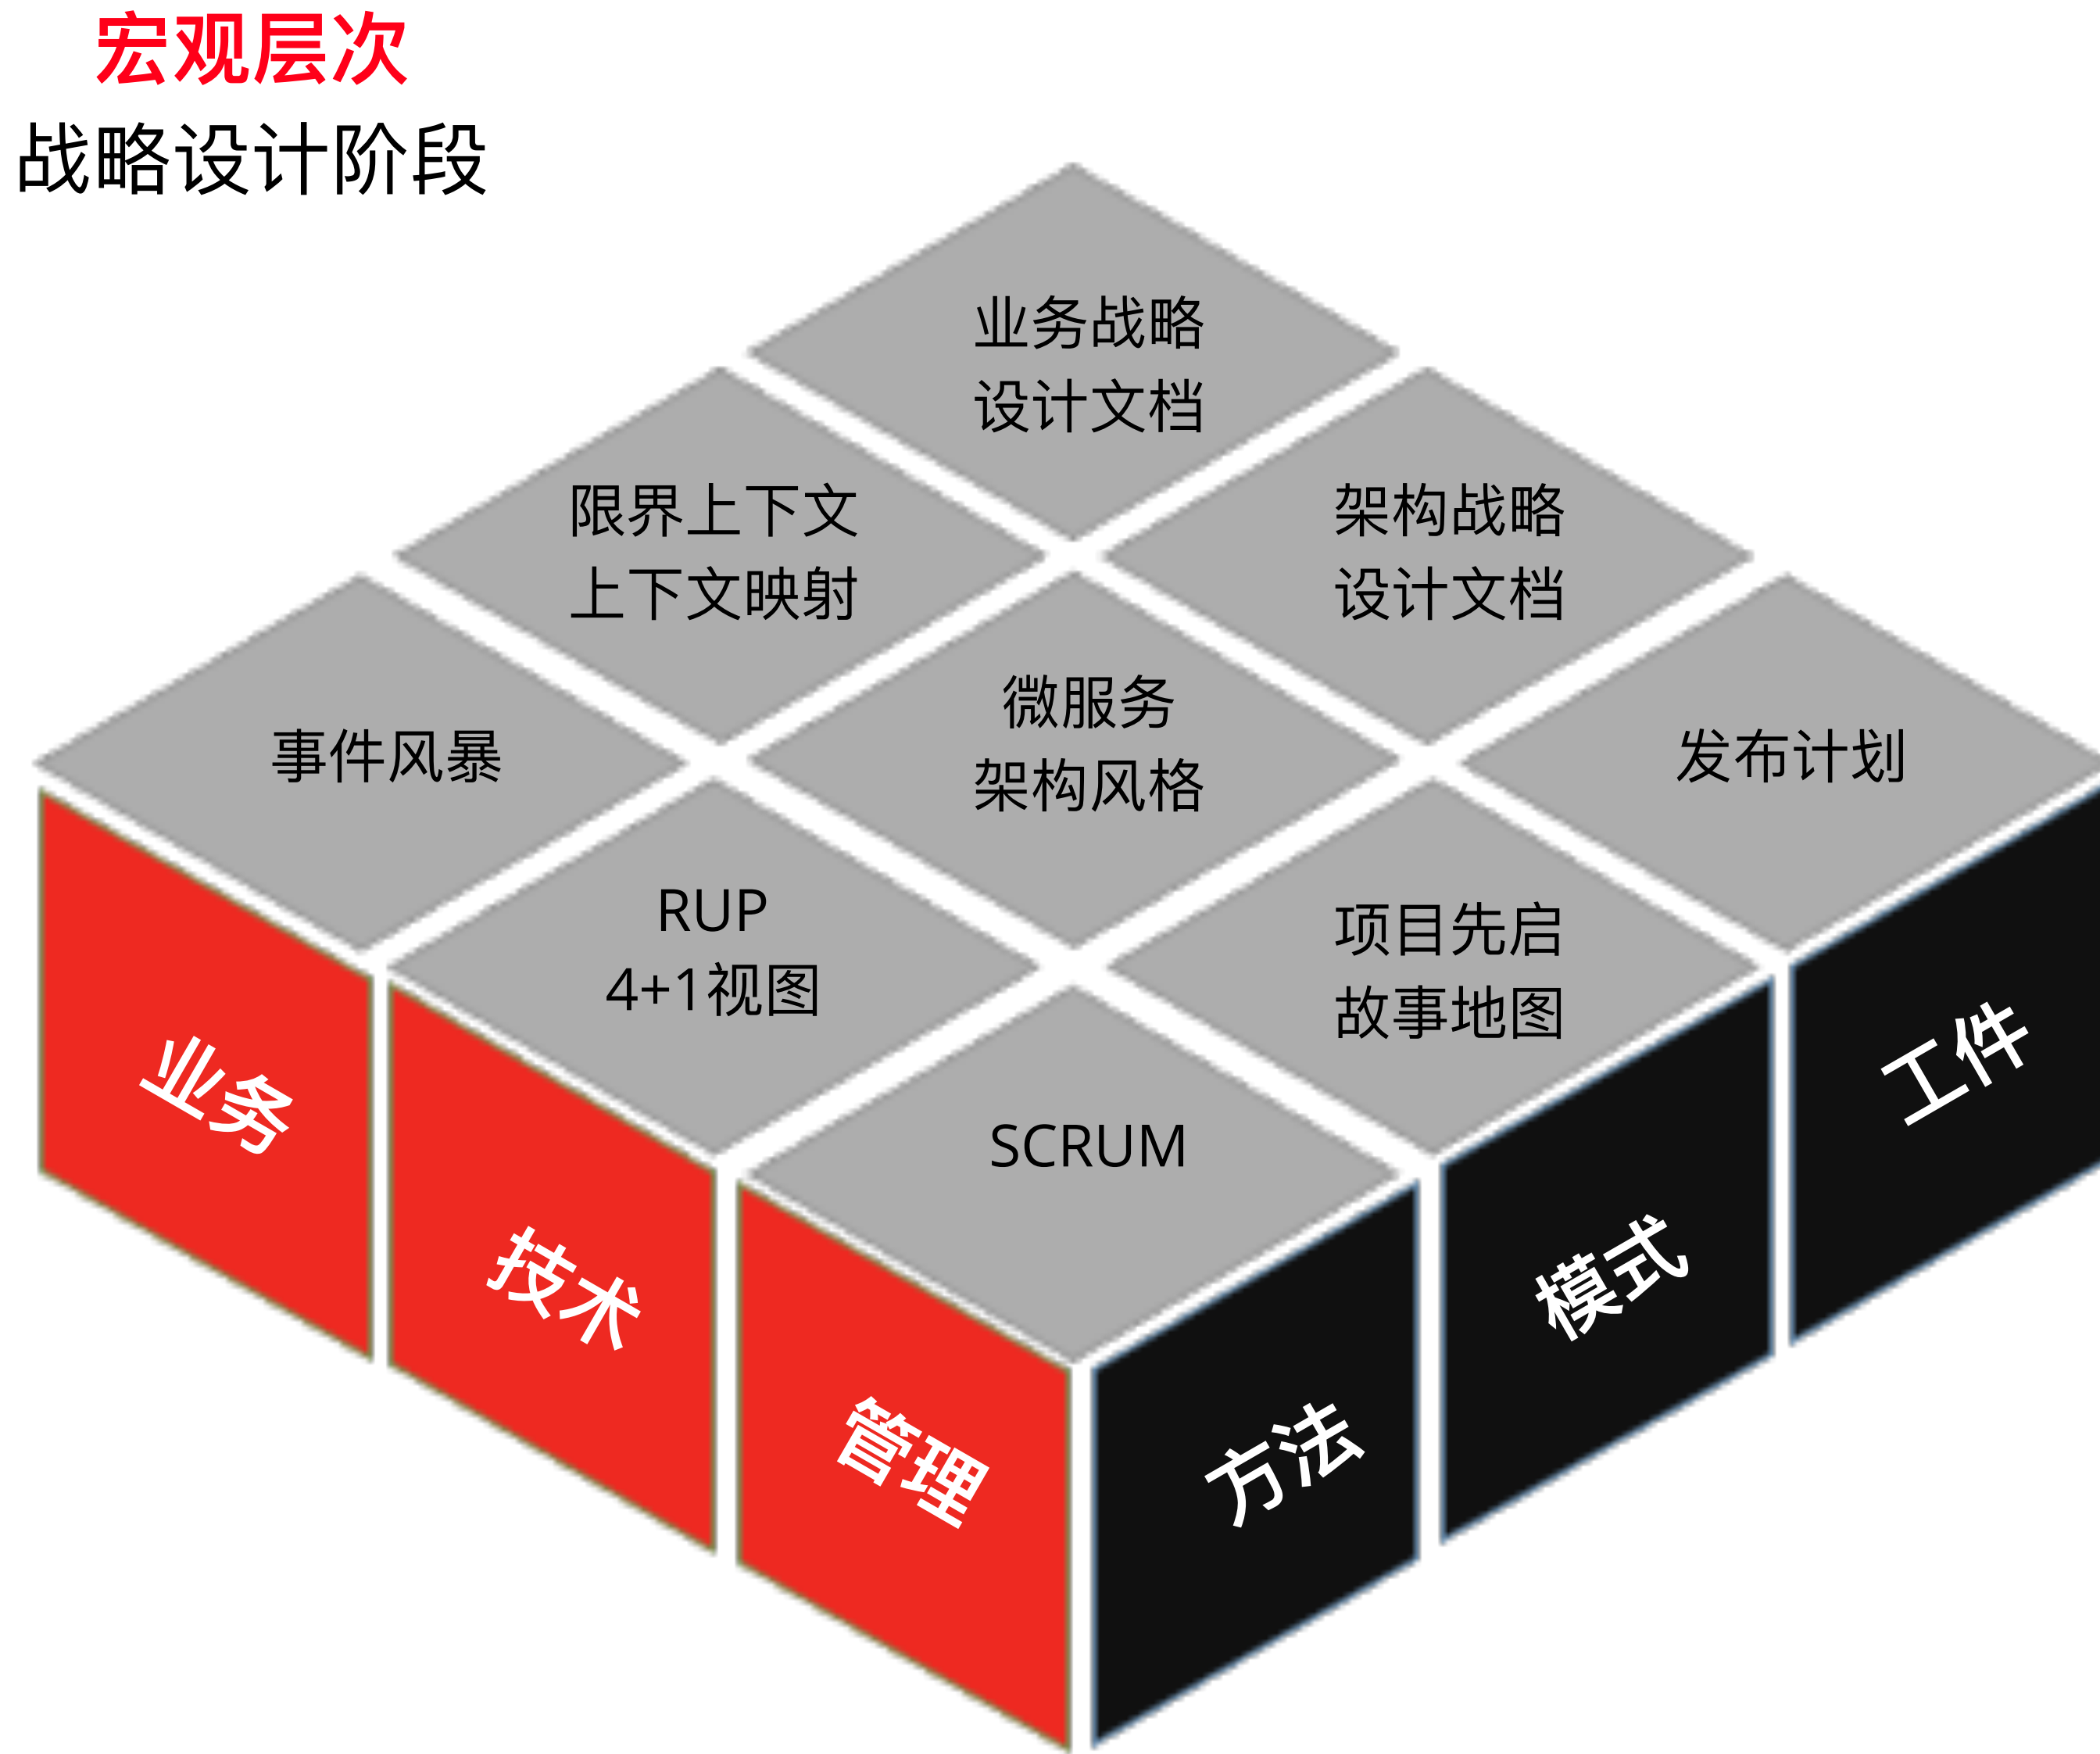 宏观层次
战略设计阶段
业务战略
设计文档
限界上下文
上下文映射
架构战略
设计文档
事件风暴
微服务
架构风格
发布计划
RUP
4+1视图
项目先启
故事地图
SCRUM
业务
技术
管理
方法
模式
工件